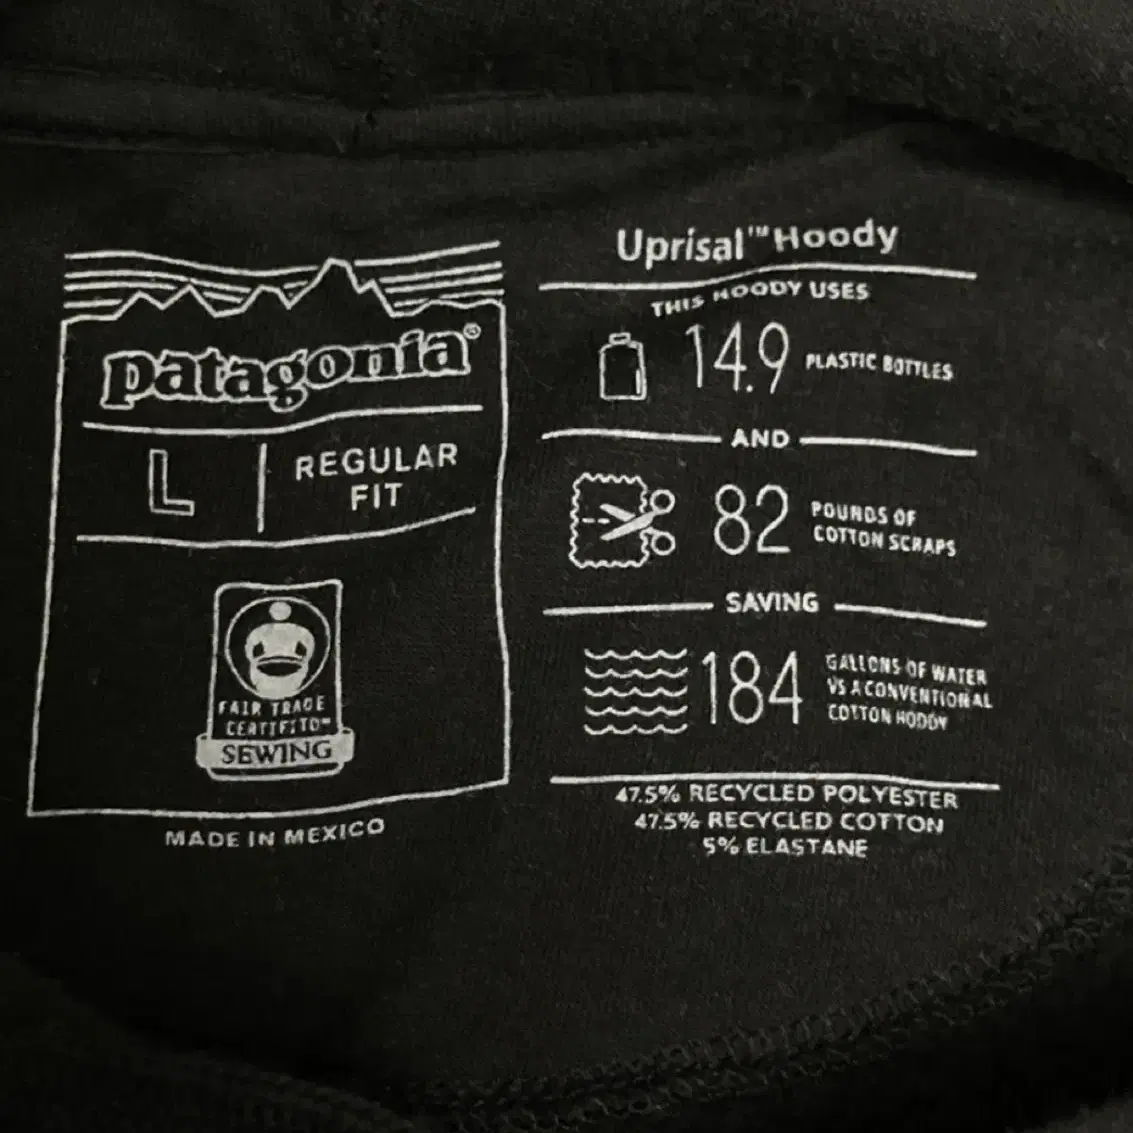 patagonia®
L
REGULAR
FIT
FAIR TRADE
CERTIFIED™
SEWING
MADE IN MEXICO
Uprisal™ Hoody
THIS HOODY USES
14.9 PLASTIC BOTTLES
AND
82 POUNDS OF
COTTON SCRAPS
SAVING
184 GALLONS OF WATER
VS A CONVENTIONAL
COTTON HOODY
47.5% RECYCLED POLYESTER
47.5% RECYCLED COTTON
5% ELASTANE